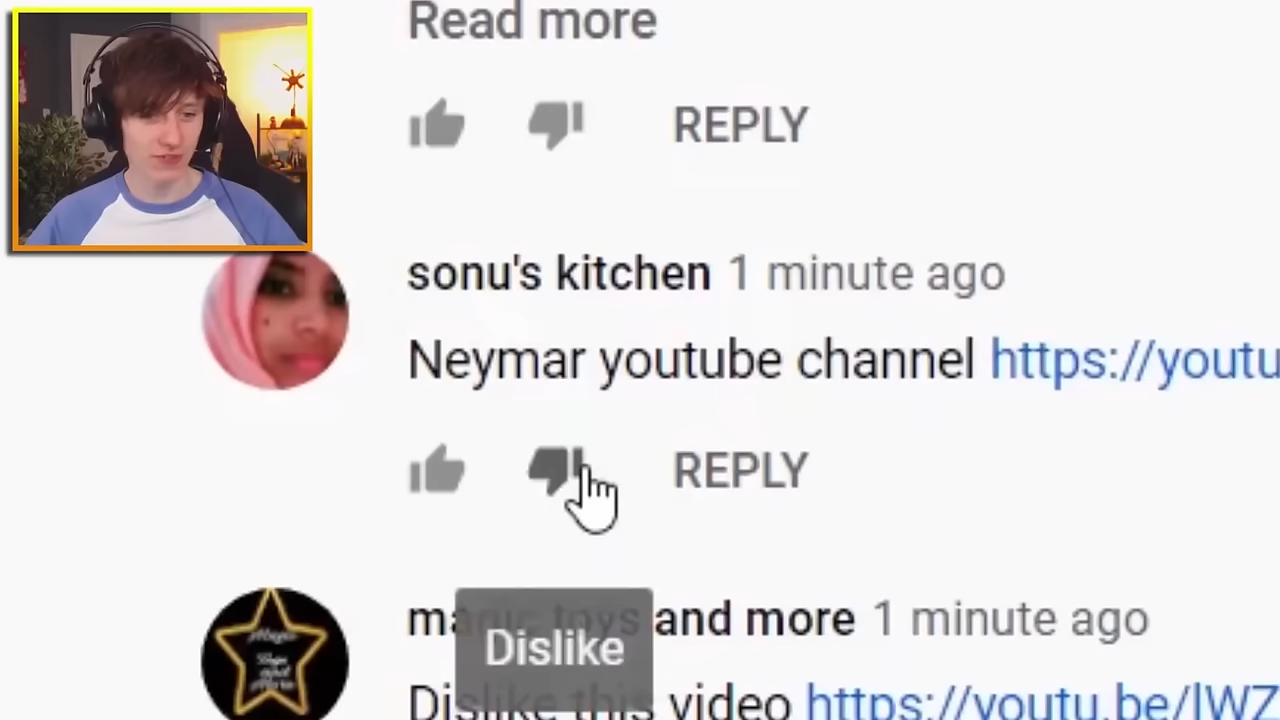 Read more
REPLY
sonu's kitchen 1 minute ago
Neymar youtube channel https://youtu
REPLY
magic toys and more 1 minute ago
Dislike
Dislike this video https://youtu.be/lWZ